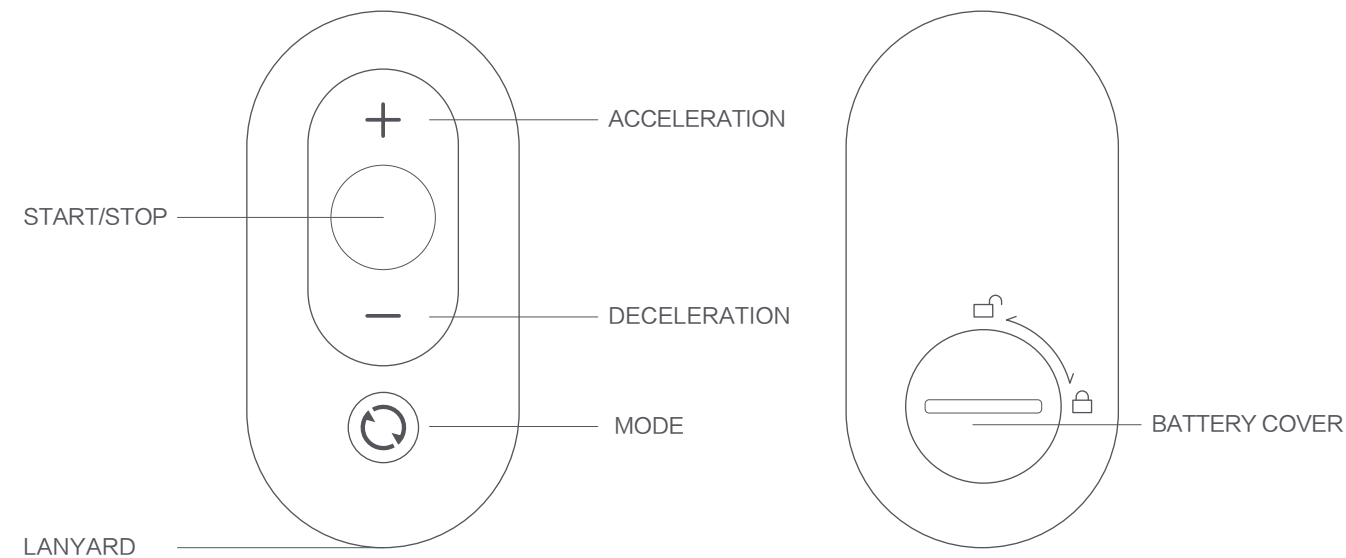 ACCELERATION
START/STOP
DECELERATION
MODE
BATTERY COVER
LANYARD